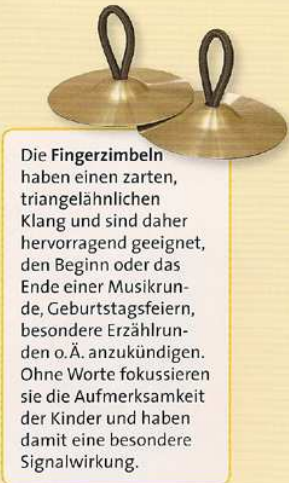 Die Fingerzimbeln
haben einen zarten,
triangelähnlichen
Klang und sind daher
hervorragend geeignet,
den Beginn oder das
Ende einer Musikrun-
de, Geburtstagsfeiern,
besondere Erzählrun-
den o. Ä. anzukündigen.
Ohne Worte fokussieren
sie die Aufmerksamkeit
der Kinder und haben
damit eine besondere
Signalwirkung.